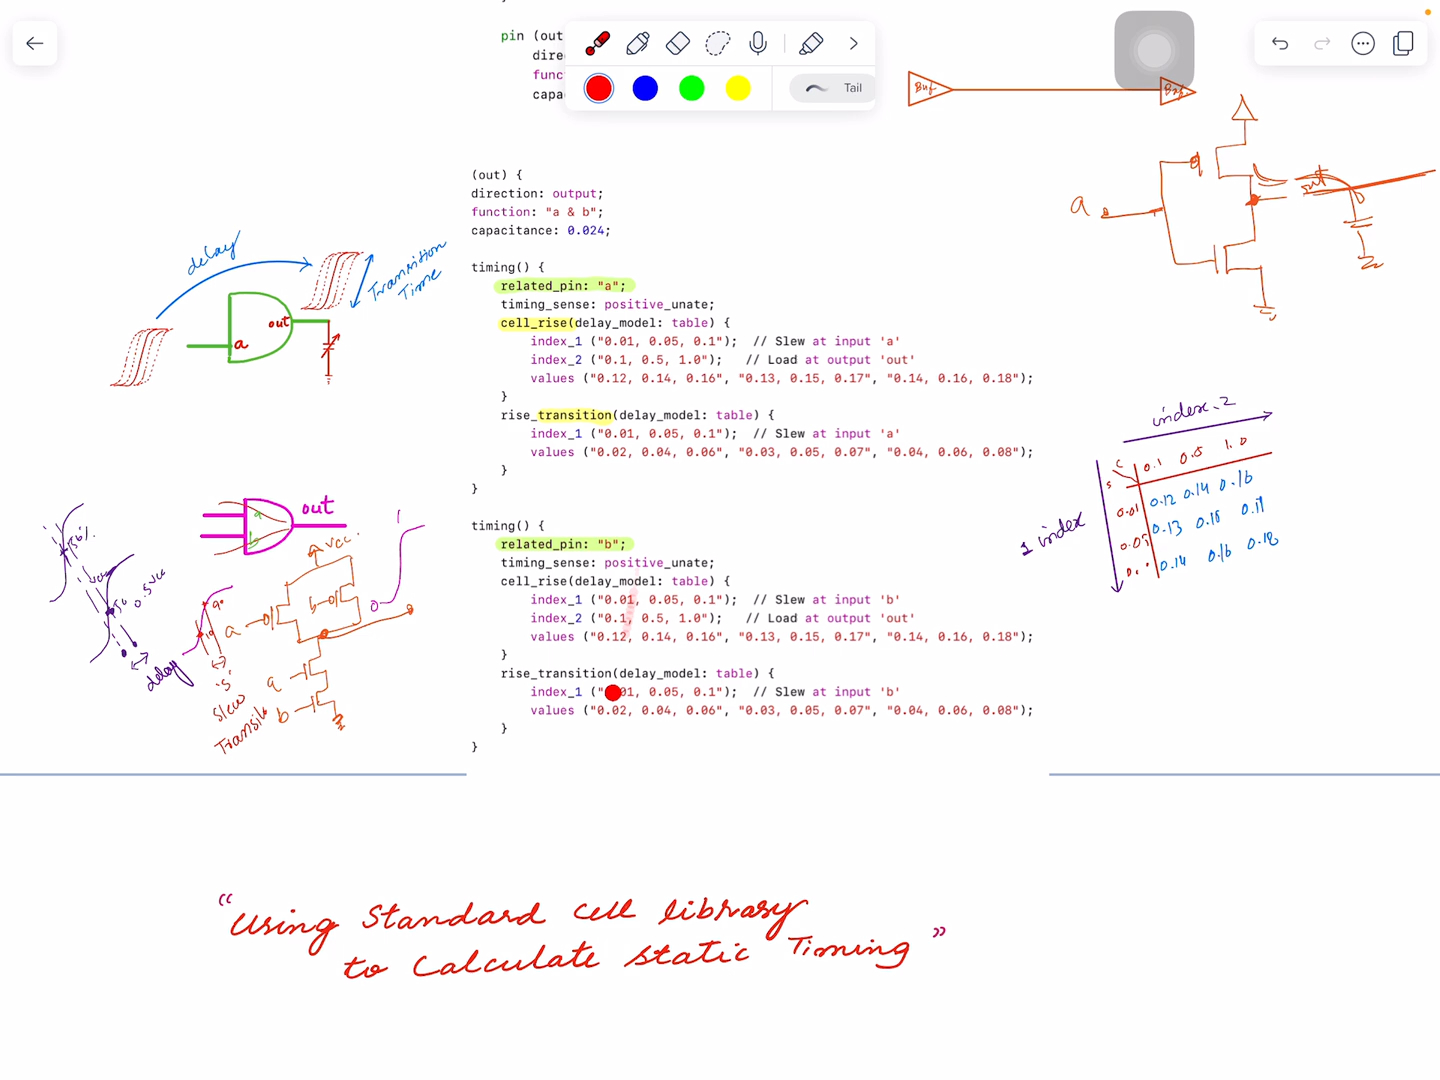 pin (out
dire
func
capa
Tail
Buf
Buf
(out) {
direction: output;
function: "a & b";
capacitance: 0.024;
timing() {
related_pin: "a";
timing_sense: positive_unate;
cell_rise(delay_model: table) {
index_1 ("0.01, 0.05, 0.1");  // Slew at input 'a'
index_2 ("0.1, 0.5, 1.0");   // Load at output 'out'
values ("0.12, 0.14, 0.16", "0.13, 0.15, 0.17", "0.14, 0.16, 0.18");
}
rise_transition(delay_model: table) {
index_1 ("0.01, 0.05, 0.1");  // Slew at input 'a'
values ("0.02, 0.04, 0.06", "0.03, 0.05, 0.07", "0.04, 0.06, 0.08");
}
}
timing() {
related_pin: "b";
timing_sense: positive_unate;
cell_rise(delay_model: table) {
index_1 ("0.01, 0.05, 0.1");  // Slew at input 'b'
index_2 ("0.1, 0.5, 1.0");   // Load at output 'out'
values ("0.12, 0.14, 0.16", "0.13, 0.15, 0.17", "0.14, 0.16, 0.18");
}
rise_transition(delay_model: table) {
index_1 ("01, 0.05, 0.1");  // Slew at input 'b'
values ("0.02, 0.04, 0.06", "0.03, 0.05, 0.07", "0.04, 0.06, 0.08");
}
}
delay
Transition
Time
a
out
a
b
out
Vcc
0.5vcc
delay
90
10
's'
Slew
a
b
a
b
0
1
a
out
index_2
1 index
s c 0.1 0.5 1.0
0.01 0.12 0.14 0.16
0.05 0.13 0.15
0.14 0.16 0.18
"Using Standard cell library
to Calculate static Timing"